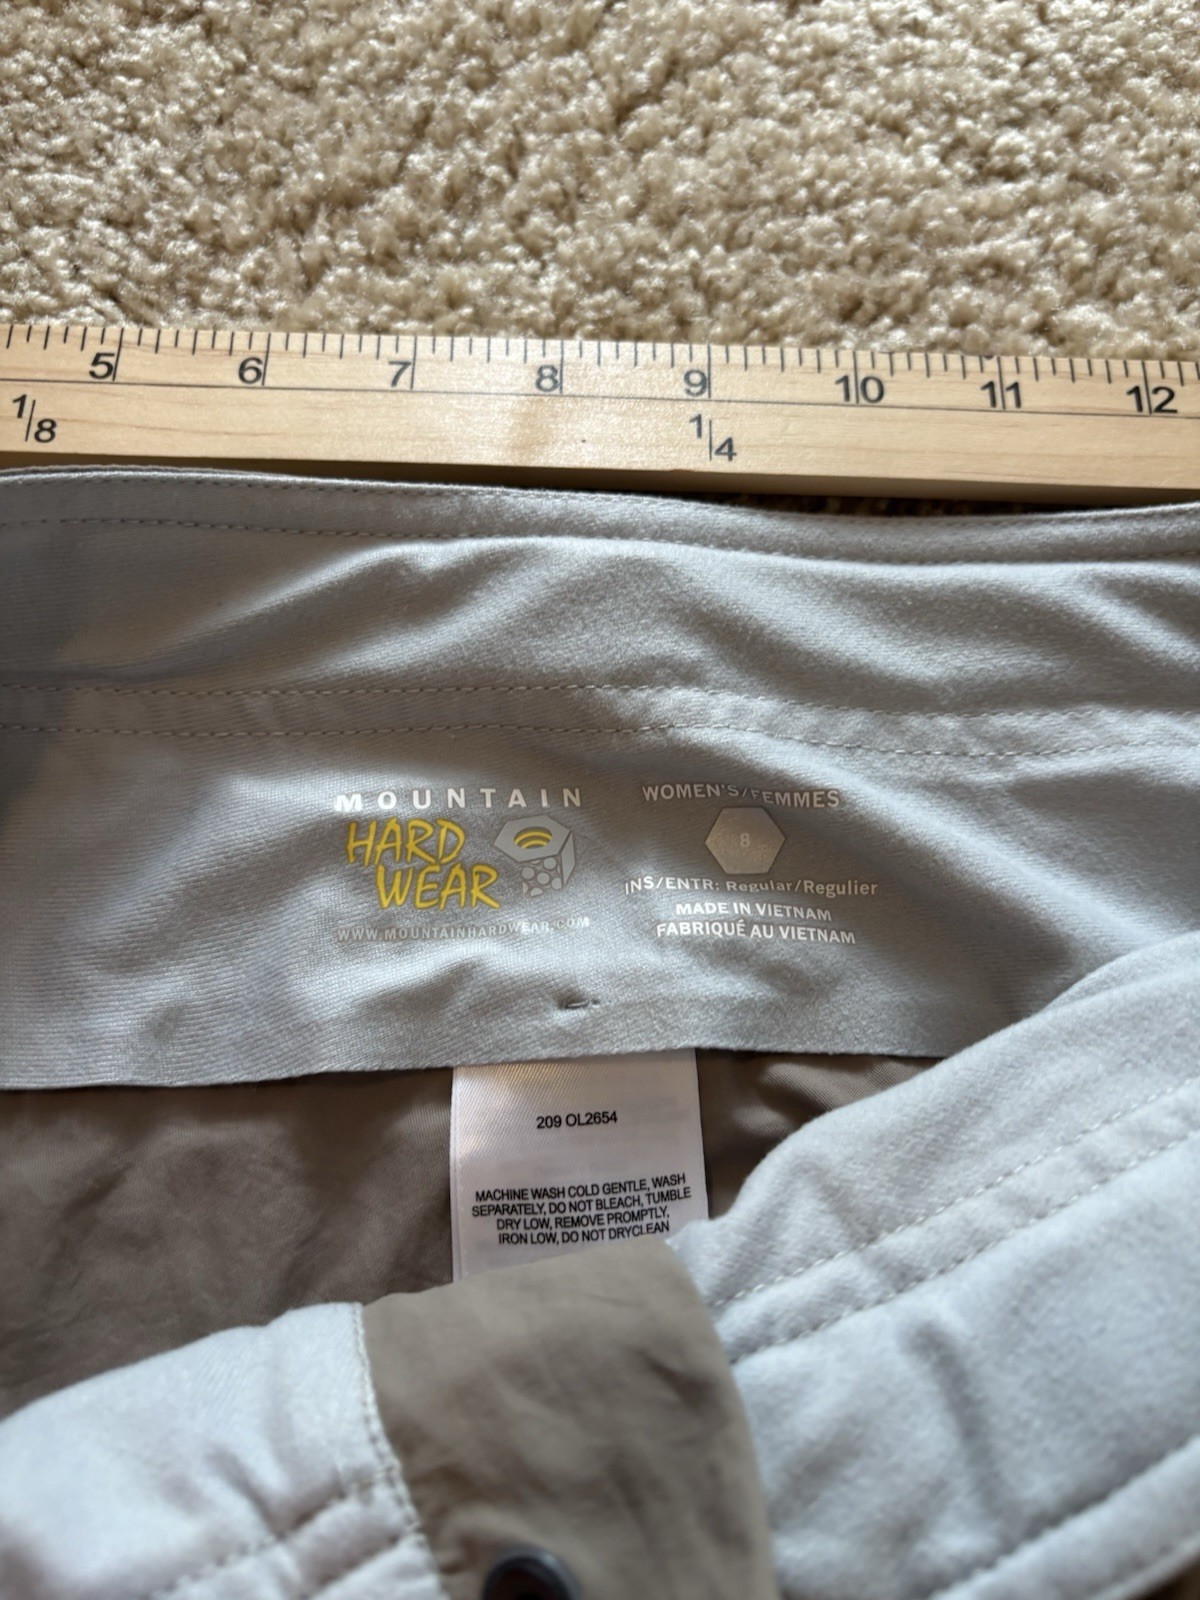 5 6 7 8 9 10 11 12
1/8 1/4
MOUNTAIN
HARD
WEAR
WWW.MOUNTAINHARDWEAR.COM
WOMEN'S/FEMMES
8
INS/ENTR: Regular/Regulier
MADE IN VIETNAM
FABRIQUÉ AU VIETNAM
209 OL2654
MACHINE WASH COLD GENTLE, WASH
SEPARATELY, DO NOT BLEACH, TUMBLE
DRY LOW, REMOVE PROMPTLY,
IRON LOW, DO NOT DRYCLEAN